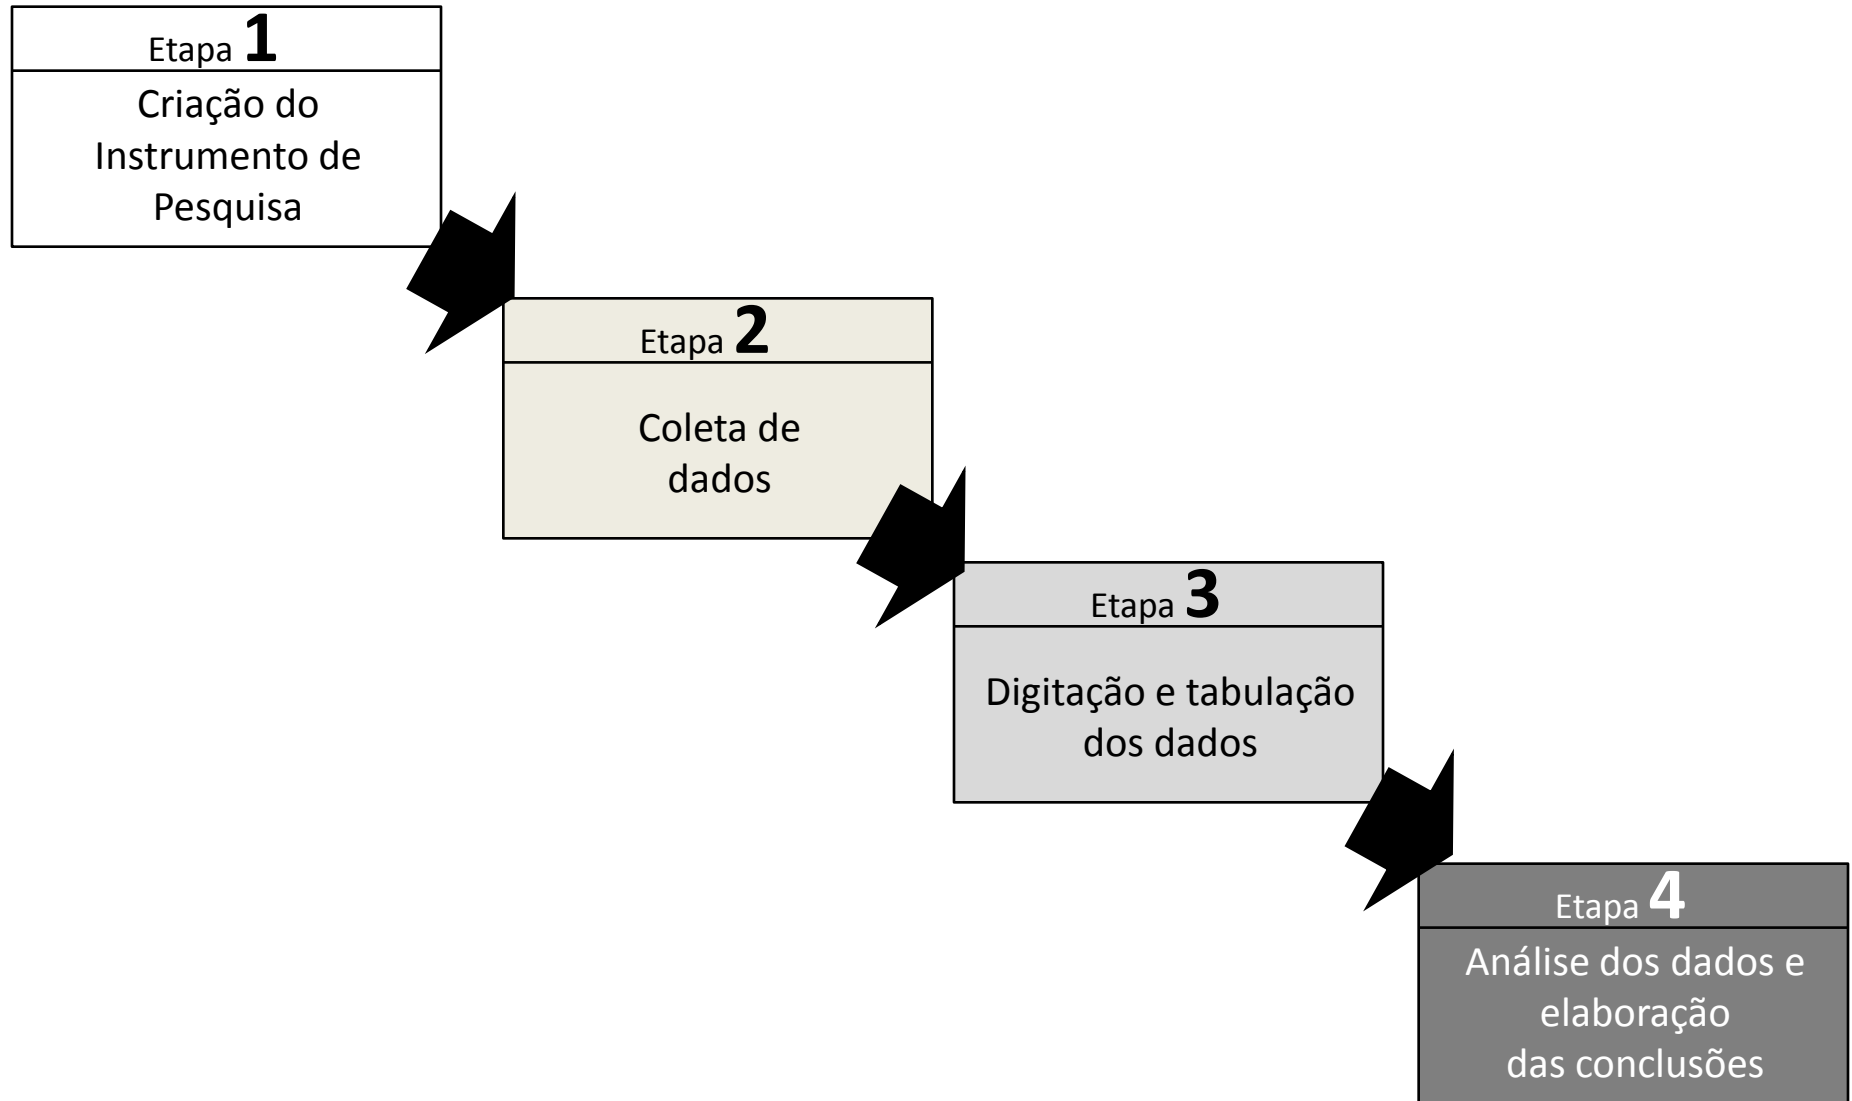 Etapa 1
Criação do
Instrumento de
Pesquisa
Etapa 2
Coleta de
dados
Etapa 3
Digitação e tabulação
dos dados
Etapa 4
Análise dos dados e
elaboração
das conclusões